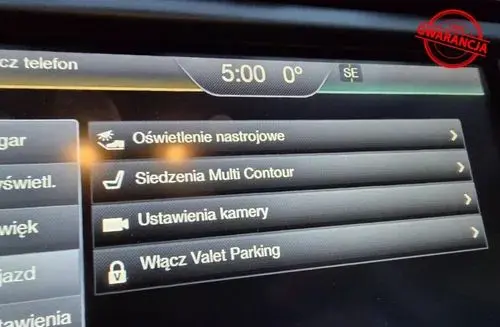 GWARANCJA
cz telefon
5:00 0° SE
gar
yświetl.
więk
jazd
tawienia
Oświetlenie nastrojowe
Siedzenia Multi Contour
Ustawienia kamery
Włącz Valet Parking